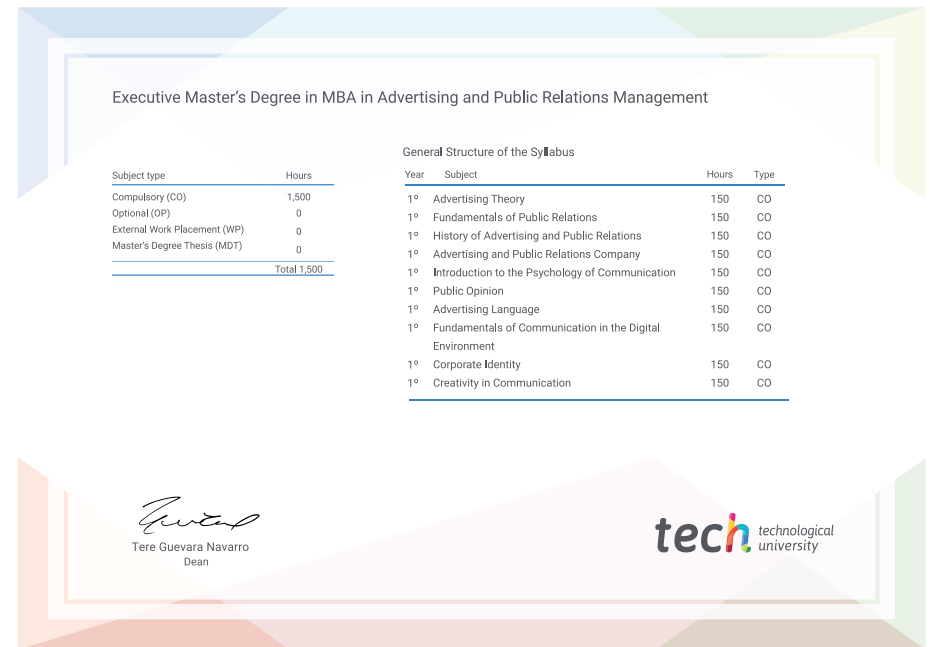 Executive Master's Degree in MBA in Advertising and Public Relations Management
Subject type Hours
Compulsory (CO) 1,500
Optional (OP) 0
External Work Placement (WP) 0
Master's Degree Thesis (MDT) 0
Total 1,500
General Structure of the Syllabus
Year Subject Hours Type
1º Advertising Theory 150 CO
1º Fundamentals of Public Relations 150 CO
1º History of Advertising and Public Relations 150 CO
1º Advertising and Public Relations Company 150 CO
1º Introduction to the Psychology of Communication 150 CO
1º Public Opinion 150 CO
1º Advertising Language 150 CO
1º Fundamentals of Communication in the Digital 150 CO
Environment
1º Corporate Identity 150 CO
1º Creativity in Communication 150 CO
Tere Guevara Navarro
Dean
tech technological
university